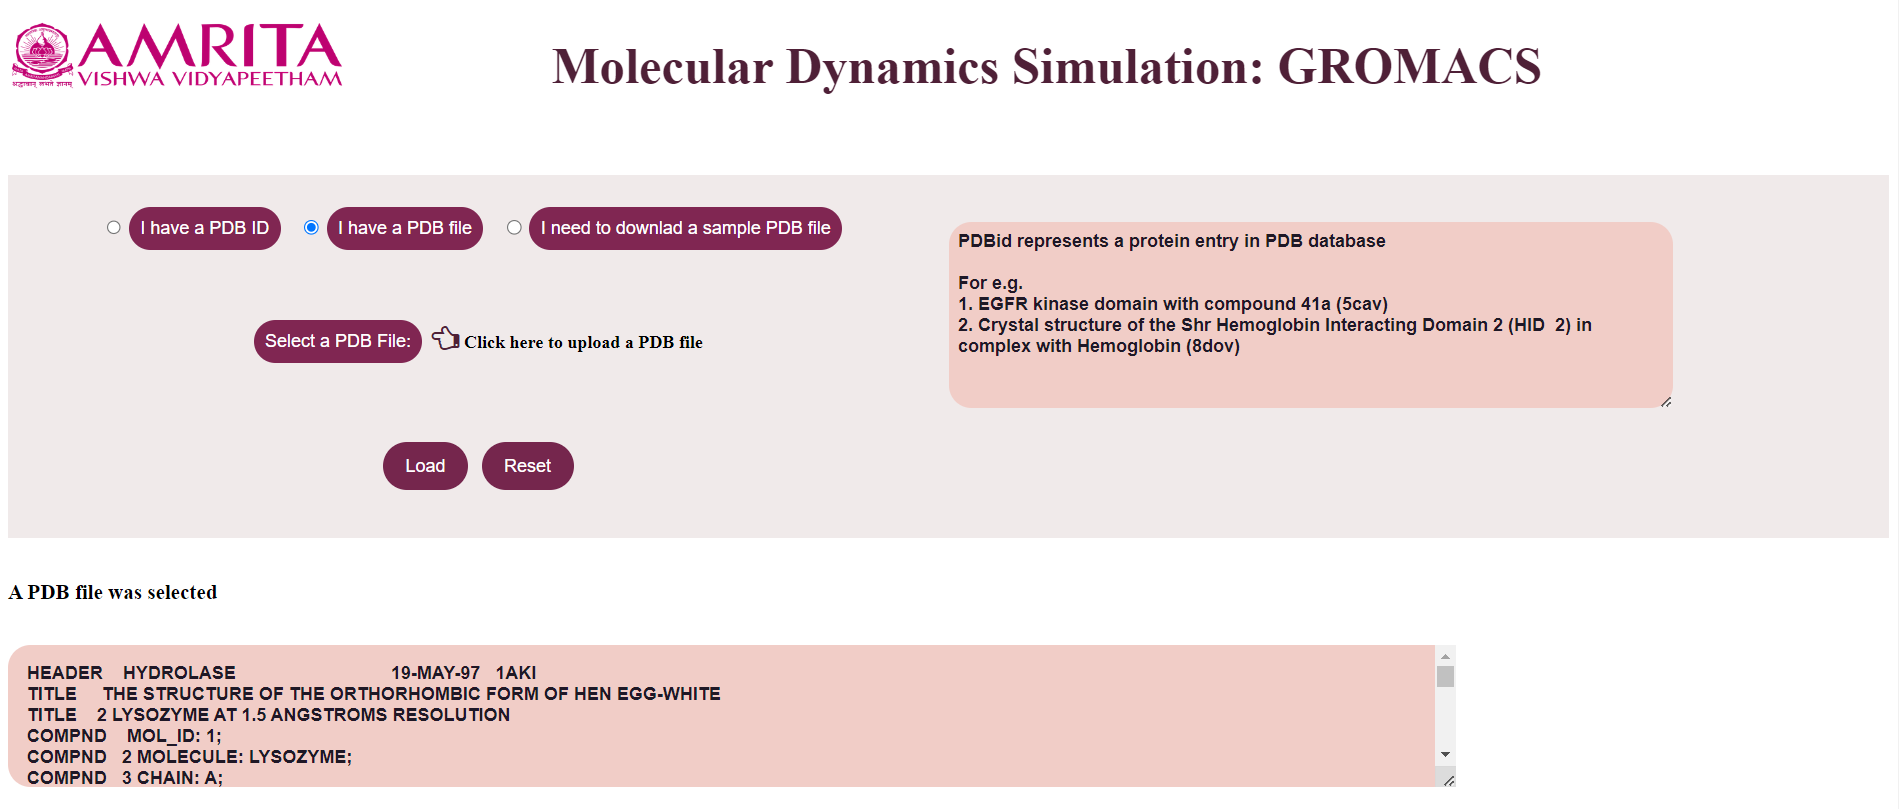 AMRITA
VISHWA VIDYAPEETHAM
Molecular Dynamics Simulation: GROMACS
I have a PDB ID
I have a PDB file
I need to downlad a sample PDB file
PDBid represents a protein entry in PDB database
For e.g.
1. EGFR kinase domain with compound 41a (5cav)
2. Crystal structure of the Shr Hemoglobin Interacting Domain 2 (HID  2) in
complex with Hemoglobin (8dov)
Select a PDB File:
Click here to upload a PDB file
Load
Reset
A PDB file was selected
HEADER    HYDROLASE                               19-MAY-97   1AKI
TITLE     THE STRUCTURE OF THE ORTHORHOMBIC FORM OF HEN EGG-WHITE
TITLE    2 LYSOZYME AT 1.5 ANGSTROMS RESOLUTION
COMPND    MOL_ID: 1;
COMPND   2 MOLECULE: LYSOZYME;
COMPND   3 CHAIN: A;